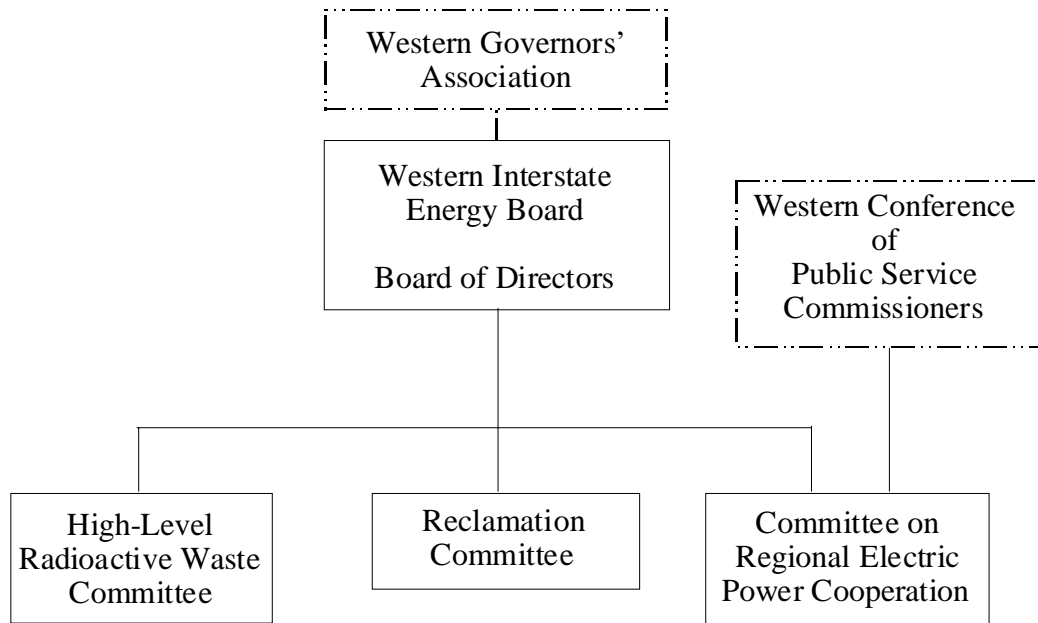 Western Governors’
Association
Western Interstate
Energy Board
Board of Directors
Western Conference
of
Public Service
Commissioners
High-Level
Radioactive Waste
Committee
Reclamation
Committee
Committee on
Regional Electric
Power Cooperation